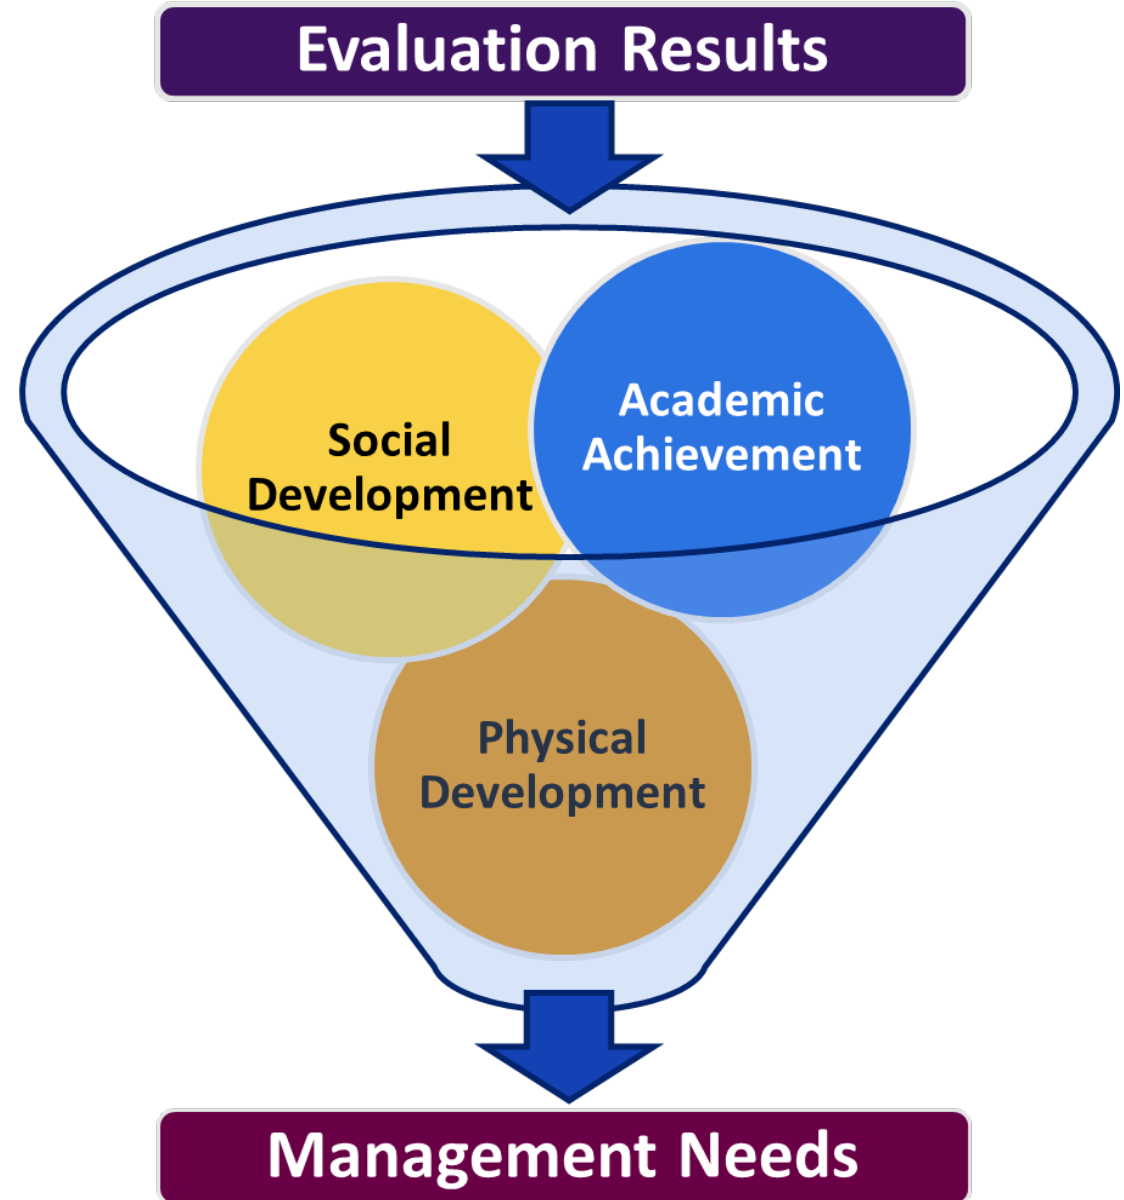 Evaluation Results
Social
Development
Academic
Achievement
Physical
Development
Management Needs